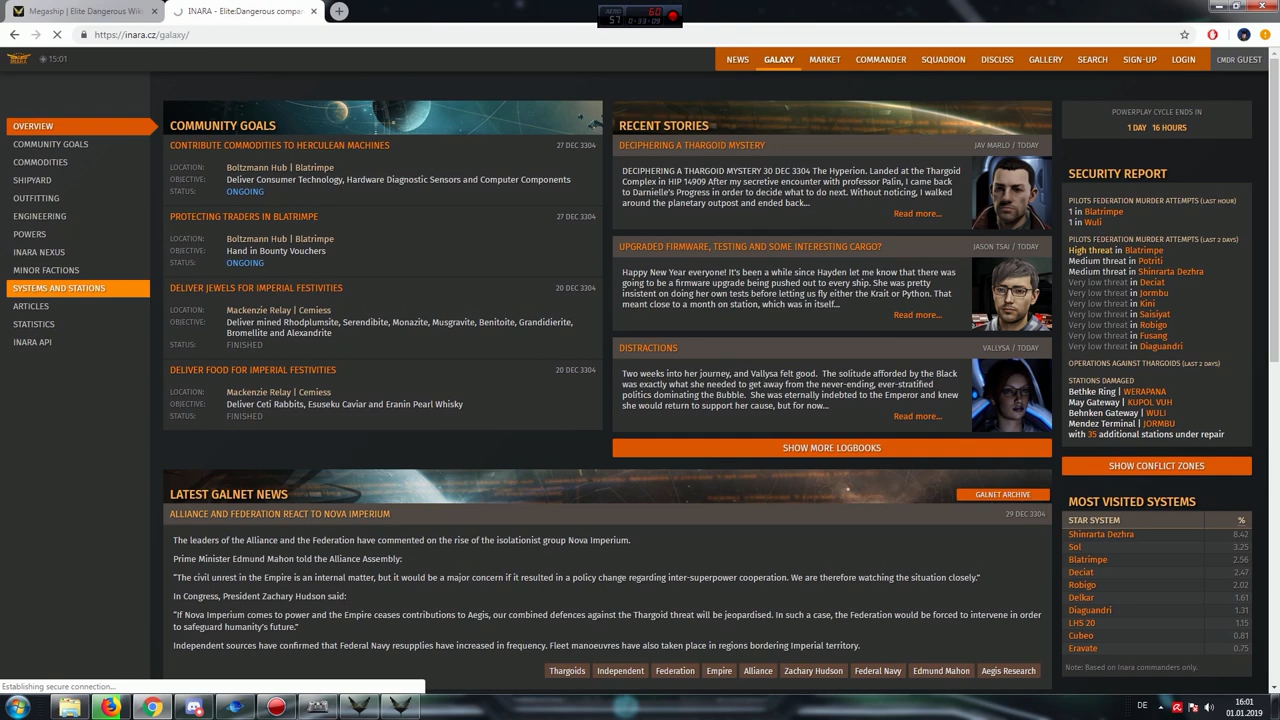 Megaship | Elite Dangerous Wiki
INARA - Elite:Dangerous compan
57
60
0:33:09
https://inara.cz/galaxy/
15:01
NEWS GALAXY MARKET COMMANDER SQUADRON DISCUSS GALLERY SEARCH SIGN-UP LOGIN CMDR GUEST
OVERVIEW
COMMUNITY GOALS
COMMODITIES
SHIPYARD
OUTFITTING
ENGINEERING
POWERS
INARA NEXUS
MINOR FACTIONS
SYSTEMS AND STATIONS
ARTICLES
STATISTICS
INARA API
COMMUNITY GOALS
CONTRIBUTE COMMODITIES TO HERCULEAN MACHINES 27 DEC 3304
LOCATION: Boltzmann Hub | Blatrimpe
OBJECTIVE: Deliver Consumer Technology, Hardware Diagnostic Sensors and Computer Components
STATUS: ONGOING
PROTECTING TRADERS IN BLATRIMPE 27 DEC 3304
LOCATION: Boltzmann Hub | Blatrimpe
OBJECTIVE: Hand in Bounty Vouchers
STATUS: ONGOING
DELIVER JEWELS FOR IMPERIAL FESTIVITIES 20 DEC 3304
LOCATION: Mackenzie Relay | Cemiess
OBJECTIVE: Deliver mined Rhodplumsite, Serendibite, Monazite, Musgravite, Benitoite, Grandidierite,
Bromellite and Alexandrite
STATUS: FINISHED
DELIVER FOOD FOR IMPERIAL FESTIVITIES 20 DEC 3304
LOCATION: Mackenzie Relay | Cemiess
OBJECTIVE: Deliver Ceti Rabbits, Esuseku Caviar and Eranin Pearl Whisky
STATUS: FINISHED
RECENT STORIES
DECIPHERING A THARGOID MYSTERY JAV MARLO / TODAY
DECIPHERING A THARGOID MYSTERY 30 DEC 3304 The Hyperion. Landed at the Thargoid
Complex in HIP 14909 After my secretive encounter with professor Palin, I came back
to Darnielle's Progress in order to decide what to do next. Without noticing, I walked
around the planetary outpost and ended back...
Read more...
UPGRADED FIRMWARE, TESTING AND SOME INTERESTING CARGO? JASON TSAI / TODAY
Happy New Year everyone! It's been a while since Hayden let me know that there was
going to be a firmware upgrade being pushed out to every ship. She was pretty
insistent on doing her own tests before letting us fly either the Krait or Python. That
meant close to a month on station, which was in itself...
Read more...
DISTRACTIONS VALLYSA / TODAY
Two weeks into her journey, and Vallysa felt good. The solitude afforded by the Black
was exactly what she needed to get away from the never-ending, ever-stratified
politics dominating the Bubble. She was eternally indebted to the Emperor and knew
she would return to support her cause, but for now...
Read more...
SHOW MORE LOGBOOKS
LATEST GALNET NEWS
GALNET ARCHIVE
ALLIANCE AND FEDERATION REACT TO NOVA IMPERIUM 29 DEC 3304
The leaders of the Alliance and the Federation have commented on the rise of the isolationist group Nova Imperium.
Prime Minister Edmund Mahon told the Alliance Assembly:
“The civil unrest in the Empire is an internal matter, but it would be a major concern if it resulted in a policy change regarding inter-superpower cooperation. We are therefore watching the situation closely.”
In Congress, President Zachary Hudson said:
“If Nova Imperium comes to power and the Empire ceases contributions to Aegis, our combined defences against the Thargoid threat will be jeopardised. In such a case, the Federation would be forced to intervene in order
to safeguard humanity's future.”
Independent sources have confirmed that Federal Navy resupplies have increased in frequency. Fleet manoeuvres have also taken place in regions bordering Imperial territory.
Thargoids Independent Federation Empire Alliance Zachary Hudson Federal Navy Edmund Mahon Aegis Research
POWERPLAY CYCLE ENDS IN
1 DAY 16 HOURS
SECURITY REPORT
PILOTS FEDERATION MURDER ATTEMPTS (LAST HOUR)
1 in Blatrimpe
1 in Wuli
PILOTS FEDERATION MURDER ATTEMPTS (LAST 2 DAYS)
High threat in Blatrimpe
Medium threat in Potriti
Medium threat in Shinrarta Dezhra
Very low threat in Deciat
Very low threat in Jormbu
Very low threat in Kini
Very low threat in Saisiyat
Very low threat in Robigo
Very low threat in Fusang
Very low threat in Diaguandri
OPERATIONS AGAINST THARGOIDS (LAST 2 DAYS)
STATIONS DAMAGED
Bethke Ring | WERAPANA
May Gateway | KUPOL VUH
Behnken Gateway | WULI
Mendez Terminal | JORMBU
with 35 additional stations under repair
SHOW CONFLICT ZONES
MOST VISITED SYSTEMS
STAR SYSTEM %
Shinrarta Dezhra 8.42
Sol 3.25
Blatrimpe 2.56
Deciat 2.47
Robigo 2.02
Delkar 1.61
Diaguandri 1.31
LHS 20 1.15
Cubeo 0.81
Eravate 0.75
Note: Based on Inara commanders only.
Establishing secure connection...
DE
16:01
01.01.2019